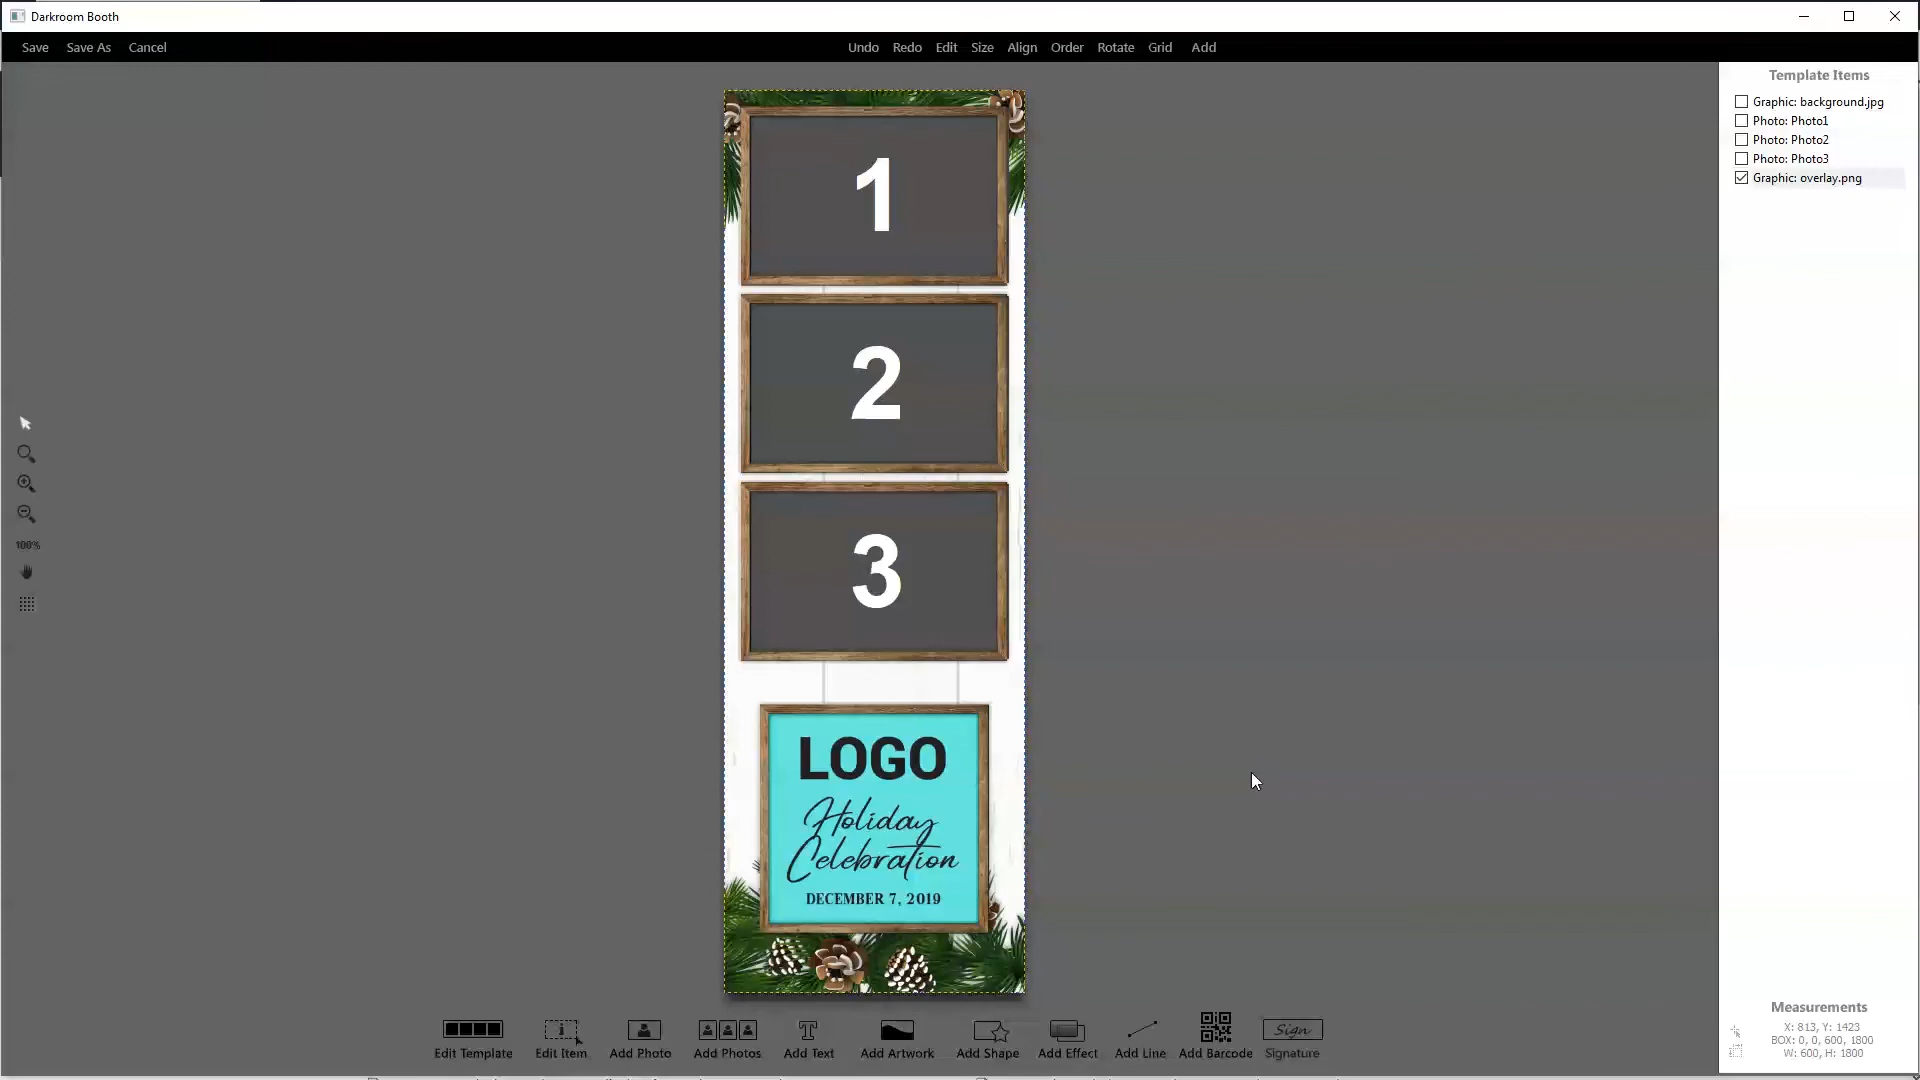 Darkroom Booth
Save Save As Cancel Undo Redo Edit Size Align Order Rotate Grid Add
Template Items
Graphic: background.jpg
Photo: Photo1
Photo: Photo2
Photo: Photo3
Graphic: overlay.png
1
2
3
100%
LOGO
Holiday
Celebration
DECEMBER 7, 2019
Sign
Edit Template Edit Item Add Photo Add Photos Add Text Add Artwork Add Shape Add Effect Add Line Add Barcode Signature
Measurements
X: 813, Y: 1423
BOX: 0, 0, 600, 1800
W: 600, H: 1800